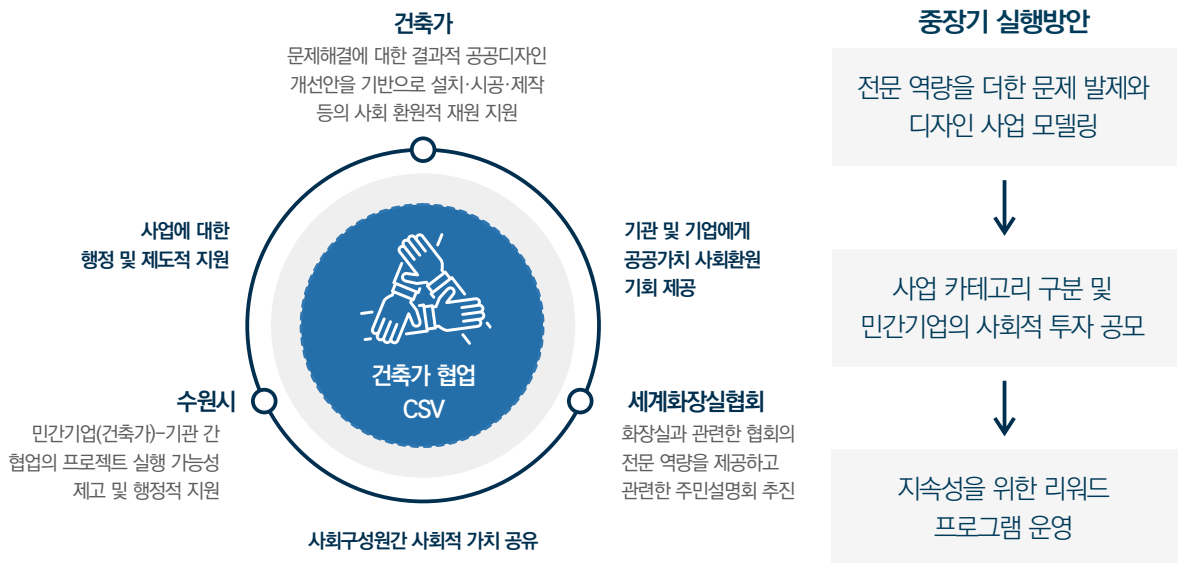 건축가
문제해결에 대한 결과적 공공디자인
개선안을 기반으로 설치·시공·제작
등의 사회 환원적 재원 지원
사업에 대한
행정 및 제도적 지원
기관 및 기업에게
공공가치 사회환원
기회 제공
건축가 협업
CSV
수원시
민간기업(건축가)-기관 간
협업의 프로젝트 실행 가능성
제고 및 행정적 지원
세계화장실협회
화장실과 관련한 협회의
전문 역량을 제공하고
관련한 주민설명회 추진
사회구성원간 사회적 가치 공유
중장기 실행방안
전문 역량을 더한 문제 발제와
디자인 사업 모델링
사업 카테고리 구분 및
민간기업의 사회적 투자 공모
지속성을 위한 리워드
프로그램 운영